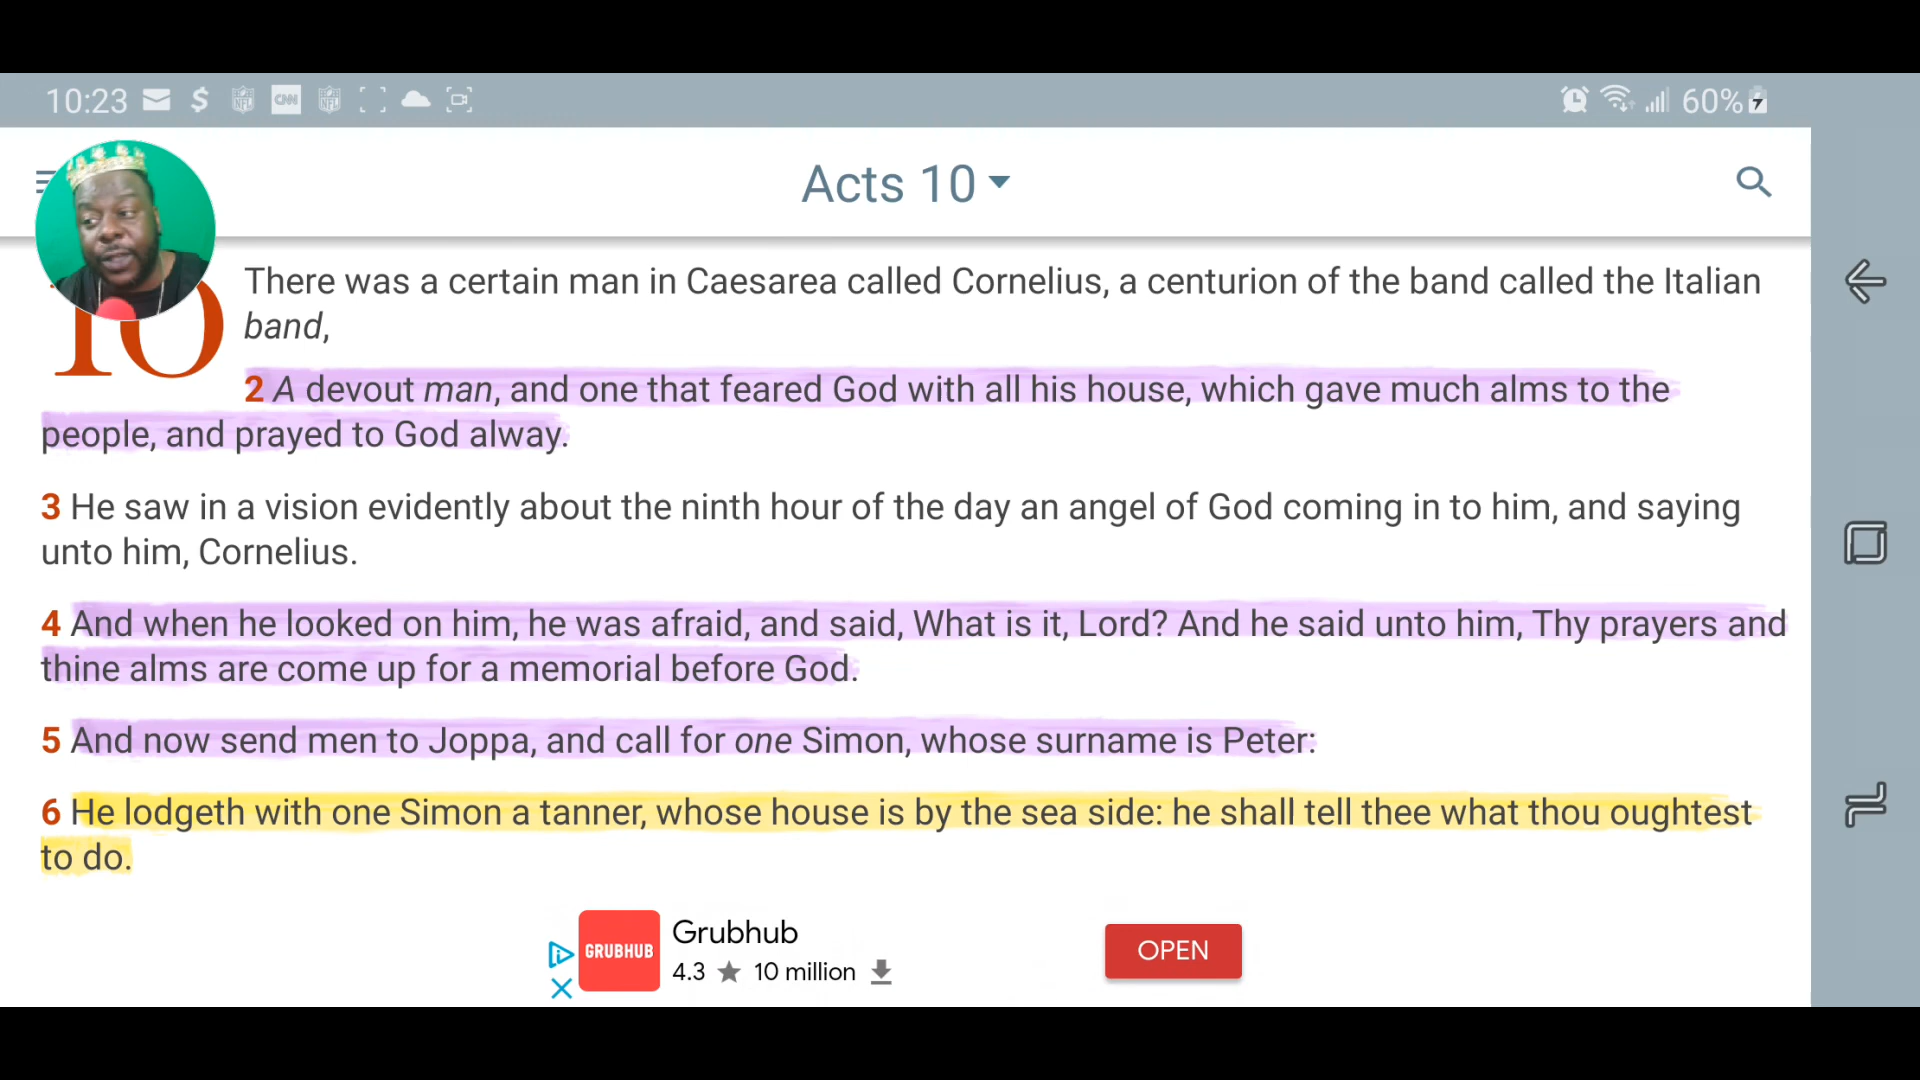 10:23 $ NFL CNN NFL 60%
Acts 10
10
There was a certain man in Caesarea called Cornelius, a centurion of the band called the Italian
band,
2 A devout man, and one that feared God with all his house, which gave much alms to the
people, and prayed to God alway.
3 He saw in a vision evidently about the ninth hour of the day an angel of God coming in to him, and saying
unto him, Cornelius.
4 And when he looked on him, he was afraid, and said, What is it, Lord? And he said unto him, Thy prayers and
thine alms are come up for a memorial before God.
5 And now send men to Joppa, and call for one Simon, whose surname is Peter:
6 He lodgeth with one Simon a tanner, whose house is by the sea side: he shall tell thee what thou oughtest
to do.
GRUBHUB
Grubhub
4.3 ★ 10 million
OPEN